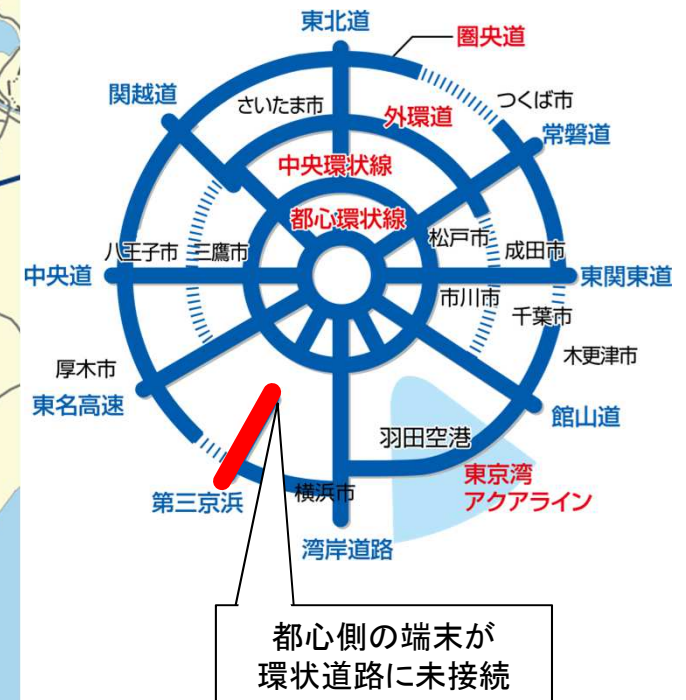 東北道
圏央道
関越道
さいたま市
つくば市
外環道
常磐道
中央環状線
都心環状線
松戸市
八王子市
三鷹市
成田市
中央道
東関東道
市川市
千葉市
厚木市
木更津市
東名高速
館山道
羽田空港
東京湾
アクアライン
第三京浜
横浜市
湾岸道路
都心側の端末が
環状道路に未接続